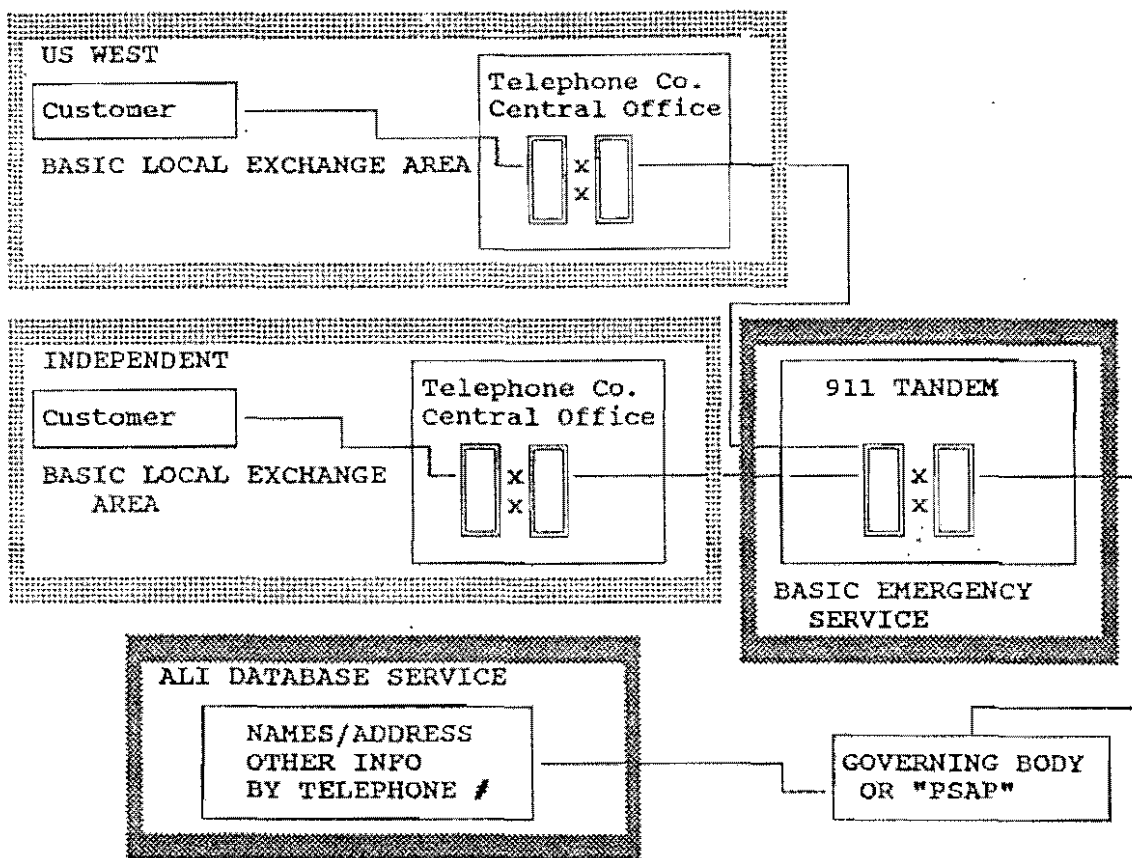 US WEST
Customer
BASIC LOCAL EXCHANGE AREA
Telephone Co.
Central Office
x
x
INDEPENDENT
Customer
BASIC LOCAL EXCHANGE
AREA
Telephone Co.
Central Office
x
x
911 TANDEM
x
x
BASIC EMERGENCY
SERVICE
ALI DATABASE SERVICE
NAMES/ADDRESS
OTHER INFO
BY TELEPHONE #
GOVERNING BODY
OR "PSAP"